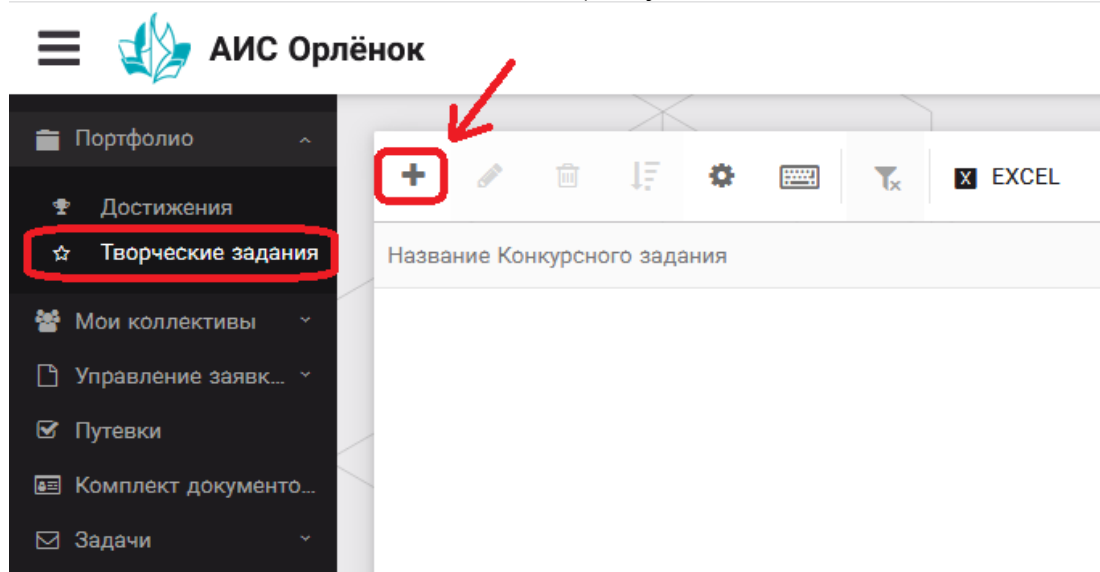 АИС Орлёнок
Портфолио
Достижения
Творческие задания
Мои коллективы
Управление заявк...
Путевки
Комплект документо...
Задачи
X EXCEL
Название Конкурсного задания